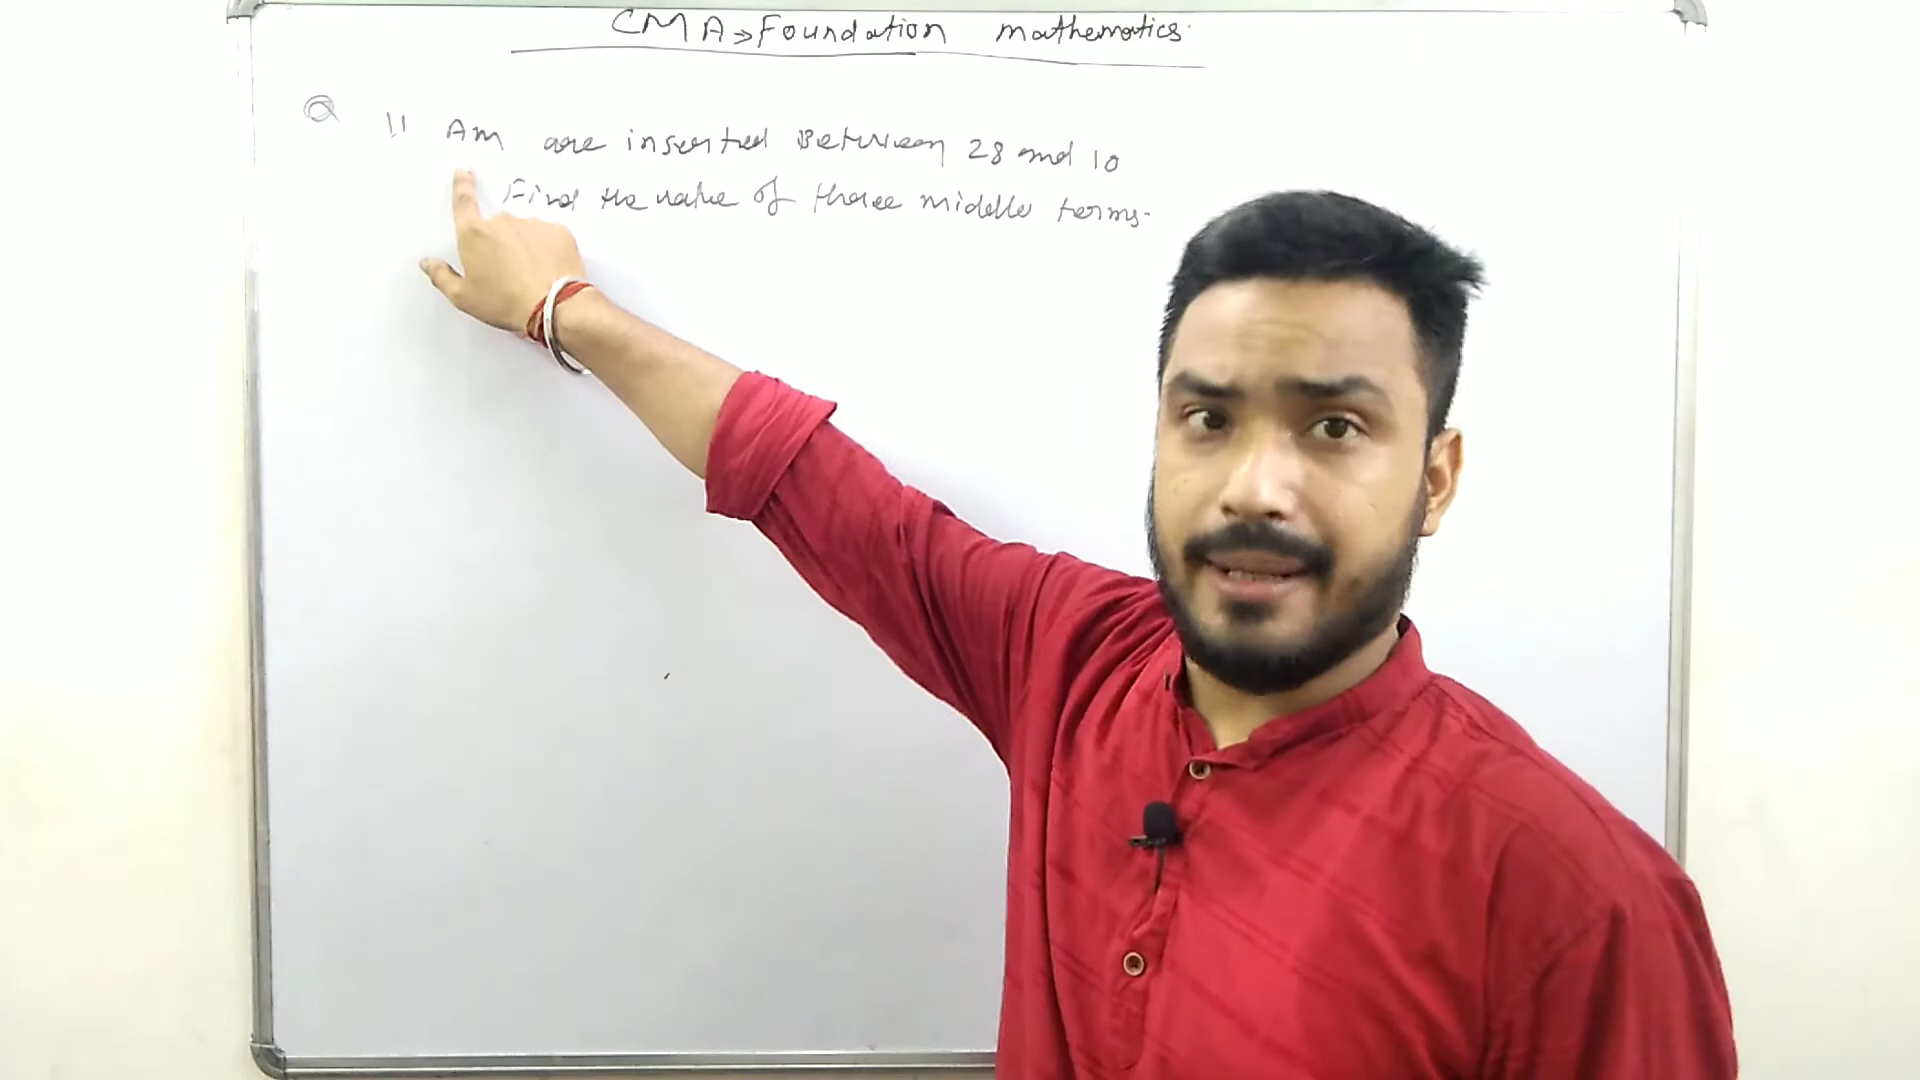 CMA => Foundation mathematics.
Q 11 Am are inserted Between 28 and 10
Find the value of three middle terms.